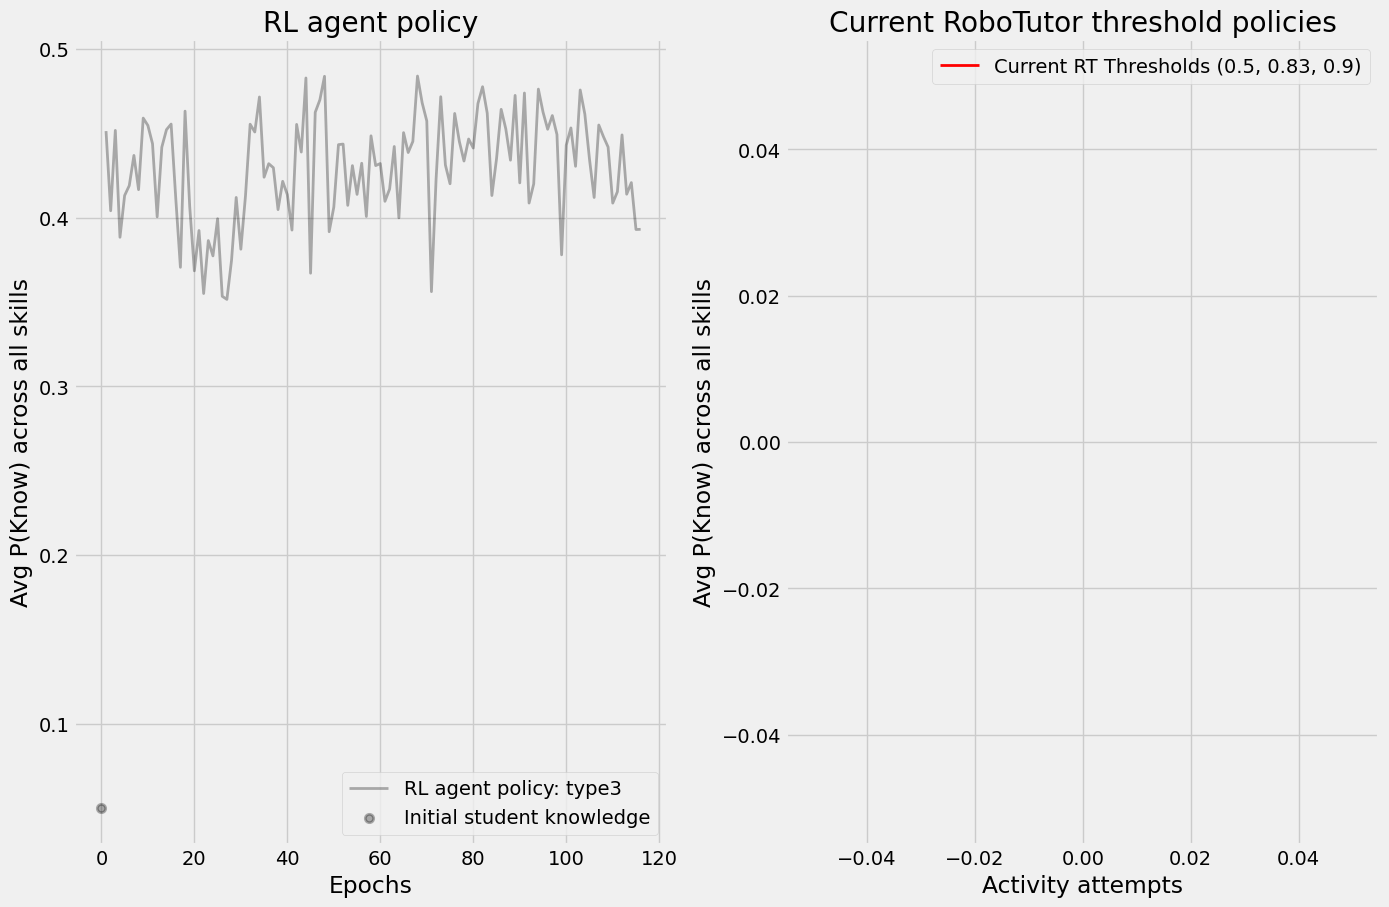 RL agent policy
0.5
0.4
0.3
0.2
0.1
Avg P(Know) across all skills
0 20 40 60 80 100 120
Epochs
RL agent policy: type3
Initial student knowledge
Current RoboTutor threshold policies
Current RT Thresholds (0.5, 0.83, 0.9)
0.04
0.02
0.00
−0.02
−0.04
Avg P(Know) across all skills
−0.04 −0.02 0.00 0.02 0.04
Activity attempts